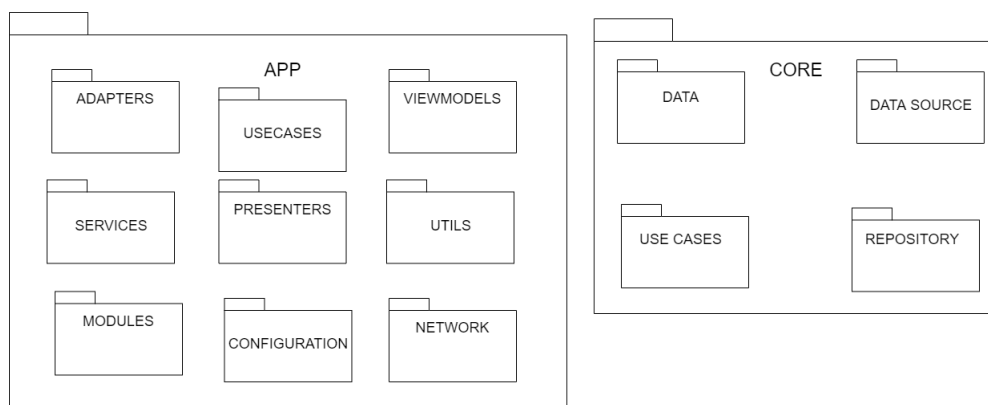 APP
ADAPTERS
USECASES
VIEWMODELS
SERVICES
PRESENTERS
UTILS
MODULES
CONFIGURATION
NETWORK
CORE
DATA
DATA SOURCE
USE CASES
REPOSITORY